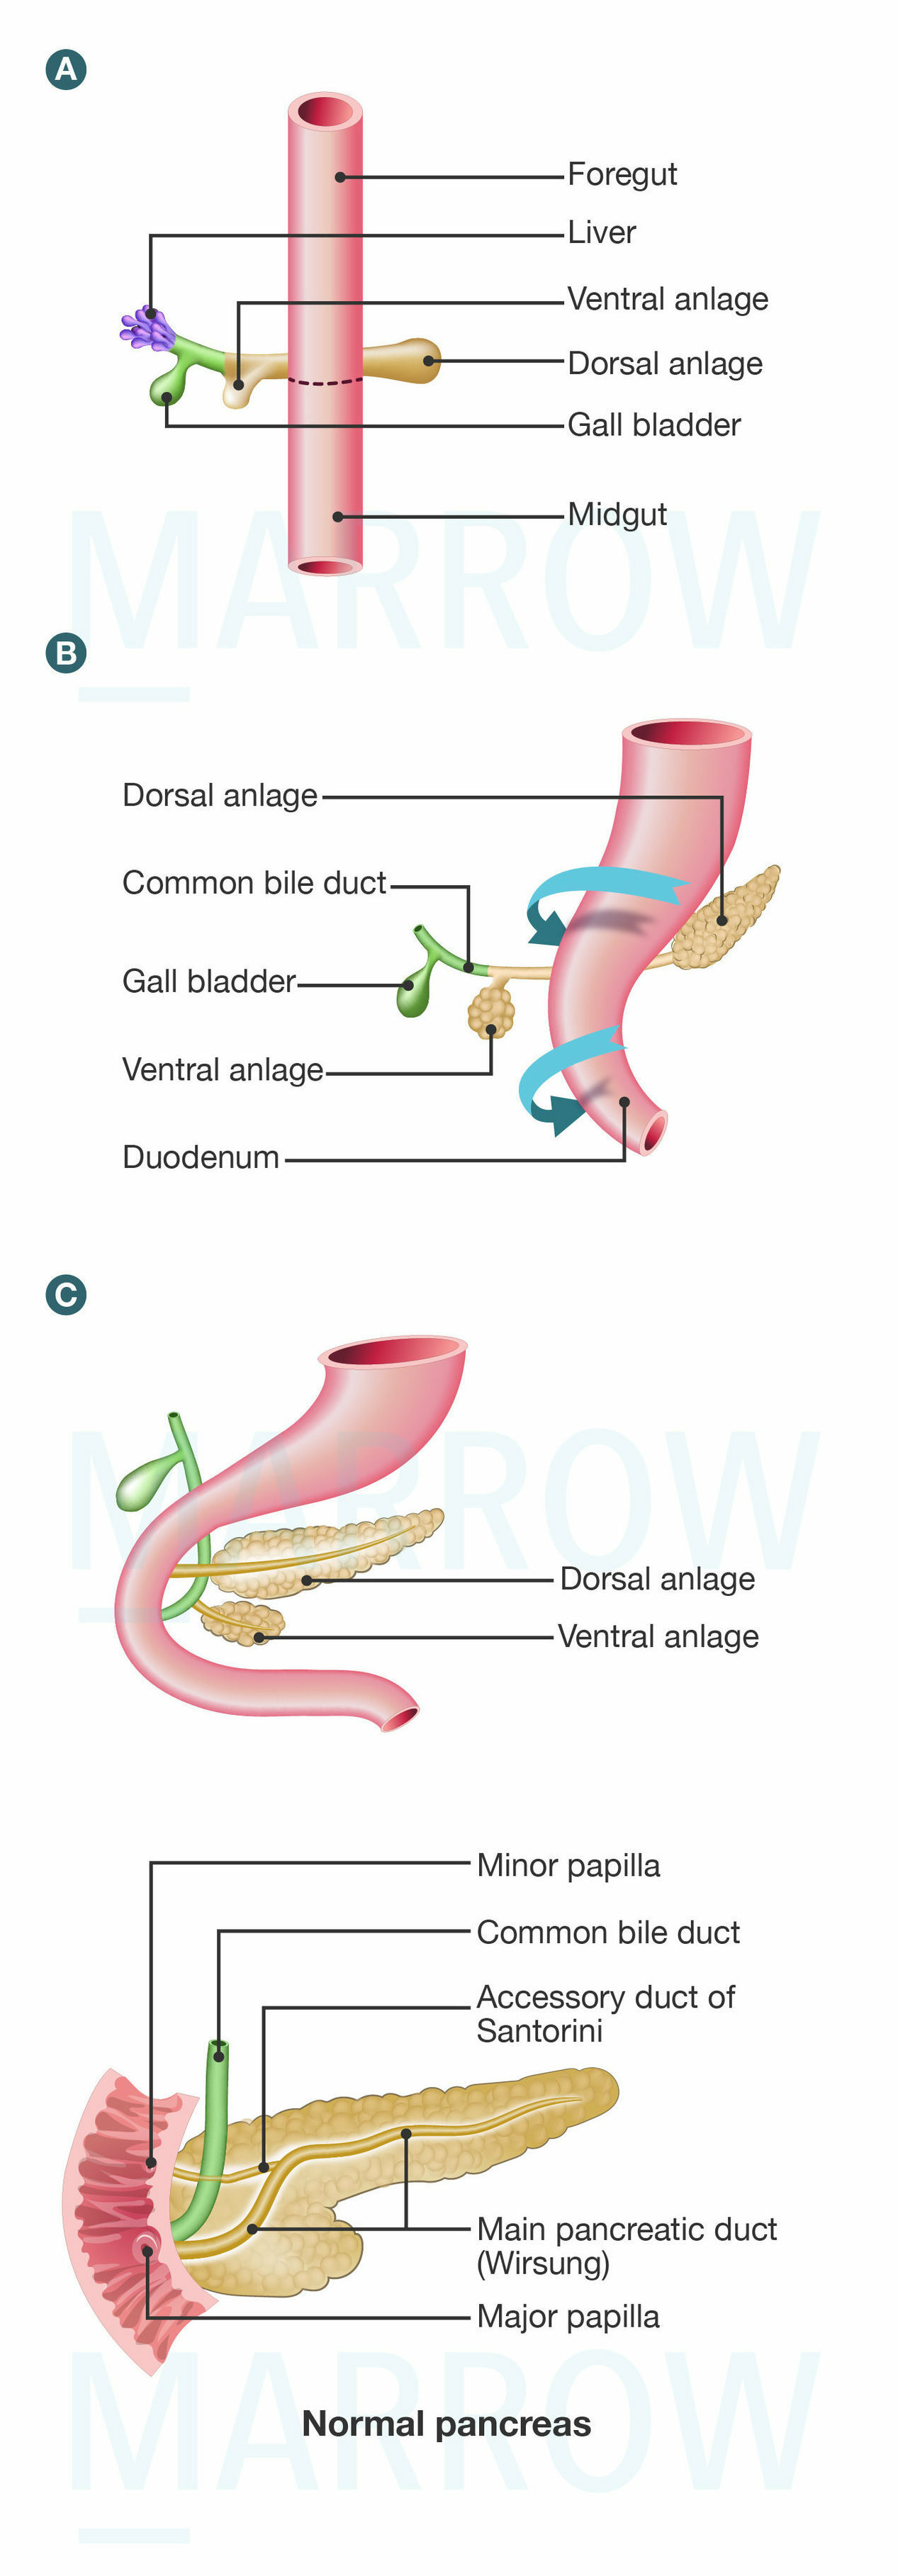 A
Foregut
Liver
Ventral anlage
Dorsal anlage
Gall bladder
Midgut
MARROW
B
Dorsal anlage
Common bile duct
Gall bladder
Ventral anlage
Duodenum
C
MARROW
Dorsal anlage
Ventral anlage
Minor papilla
Common bile duct
Accessory duct of
Santorini
Main pancreatic duct
(Wirsung)
Major papilla
MARROW
Normal pancreas